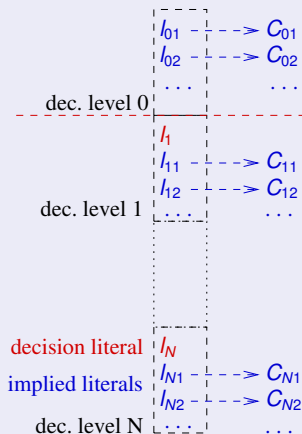 l01 C01
l02 C02
. . . . . .
dec. level 0
l1
l11 C11
l12 C12
dec. level 1 . . . . . .
decision literal lN
implied literals lN1 CN1
lN2 CN2
dec. level N . . . . . .